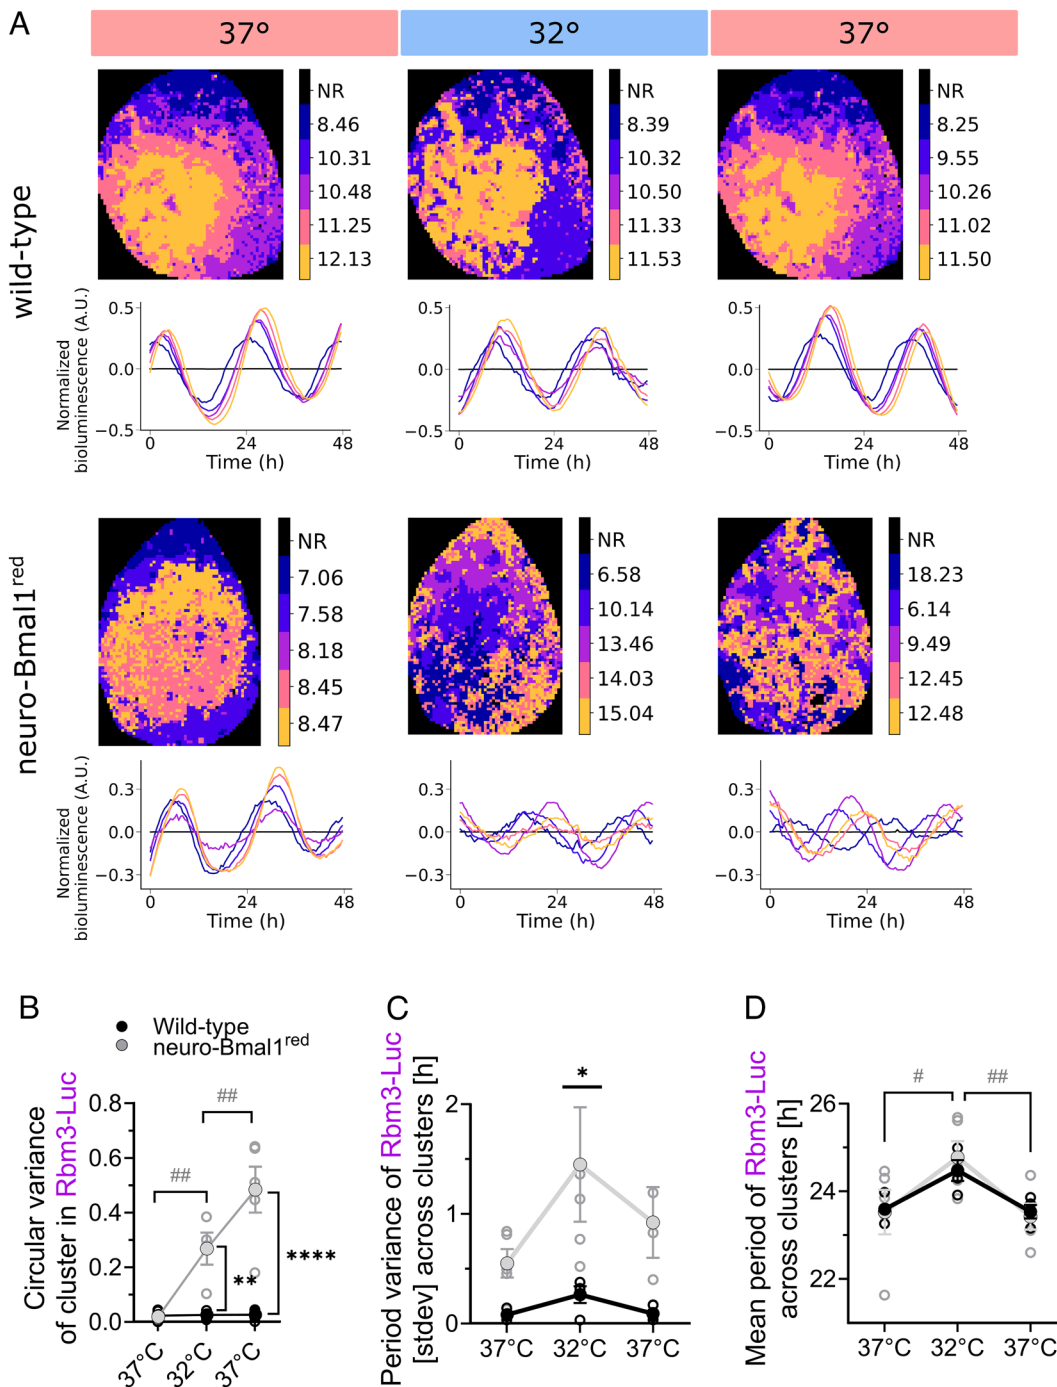 A
37° 32° 37°
wild-type
NR NR NR
8.46 8.39 8.25
10.31 10.32 9.55
10.48 10.50 10.26
11.25 11.33 11.02
12.13 11.53 11.50
Normalized
bioluminescence (A.U.)
0.5 0.5 0.5
0.0 0.0 0.0
−0.5 −0.5 −0.5
0 24 48 0 24 48 0 24 48
Time (h) Time (h) Time (h)
neuro-Bmal1red
NR NR NR
7.06 6.58 18.23
7.58 10.14 6.14
8.18 13.46 9.49
8.45 14.03 12.45
8.47 15.04 12.48
Normalized
bioluminescence (A.U.)
0.3 0.3 0.3
0.0 0.0 0.0
−0.3 −0.3 −0.3
0 24 48 0 24 48 0 24 48
Time (h) Time (h) Time (h)
B
Wild-type
neuro-Bmal1red
Circular variance
of cluster in Rbm3-Luc
0.8
0.6
0.4
0.2
0.0
##
##
**
****
37°C 32°C 37°C
C
Period variance of Rbm3-Luc
[stdev] across clusters [h]
2
1
0
*
37°C 32°C 37°C
D
Mean period of Rbm3-Luc
across clusters [h]
26
24
22
# ##
37°C 32°C 37°C